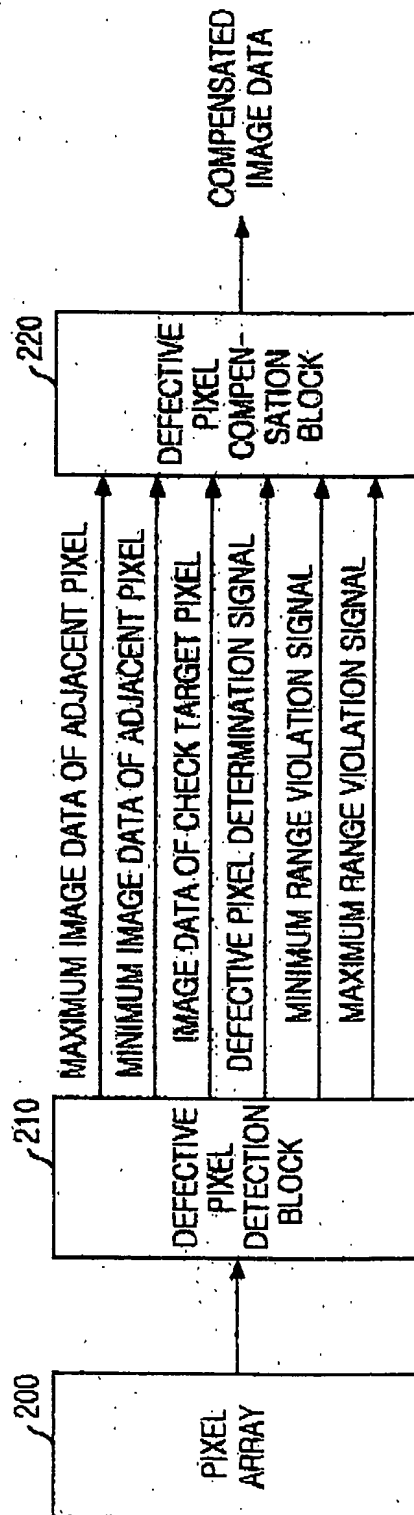 200
PIXEL
ARRAY
210
DEFECTIVE
PIXEL
DETECTION
BLOCK
MAXIMUM IMAGE DATA OF ADJACENT PIXEL
MINIMUM IMAGE DATA OF ADJACENT PIXEL
IMAGE DATA OF CHECK TARGET PIXEL
DEFECTIVE PIXEL DETERMINATION SIGNAL
MINIMUM RANGE VIOLATION SIGNAL
MAXIMUM RANGE VIOLATION SIGNAL
220
DEFECTIVE
PIXEL
COMPEN-
SATION
BLOCK
COMPENSATED
IMAGE DATA